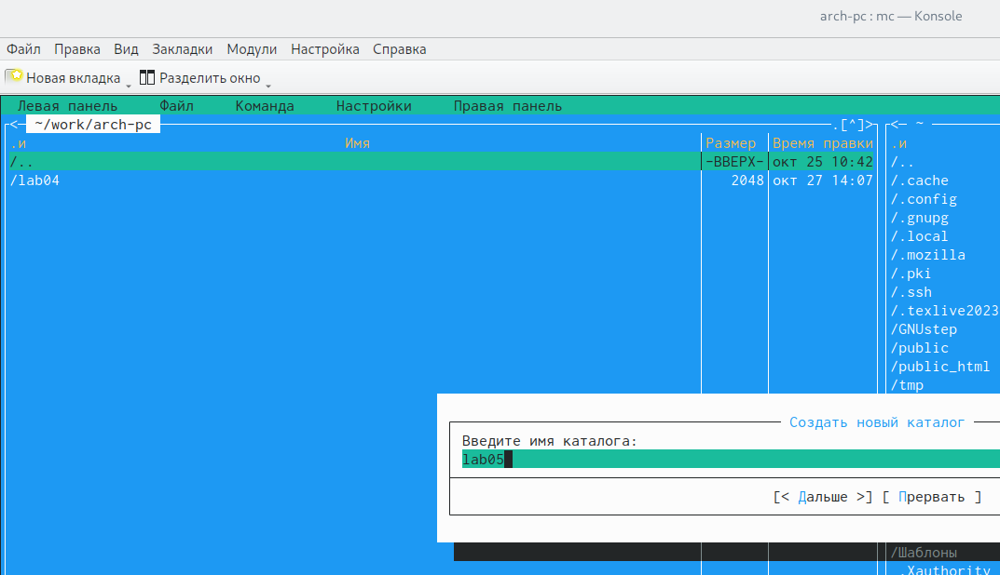 arch-pc : mc — Konsole
Файл Правка Вид Закладки Модули Настройка Справка
Новая вкладка Разделить окно
Левая панель Файл Команда Настройки Правая панель
<─ ~/work/arch-pc .[^]> <─ ~
.и Имя Размер Время правки .и
/.. -ВВЕРХ- окт 25 10:42 /..
/lab04 2048 окт 27 14:07 /.cache
/.config
/.gnupg
/.local
/.mozilla
/.pki
/.ssh
/.texlive2023
/GNUstep
/public
/public_html
/tmp
Создать новый каталог
Введите имя каталога:
lab05
[< Дальше >] [ Прервать ]
/Шаблоны
.Xauthority